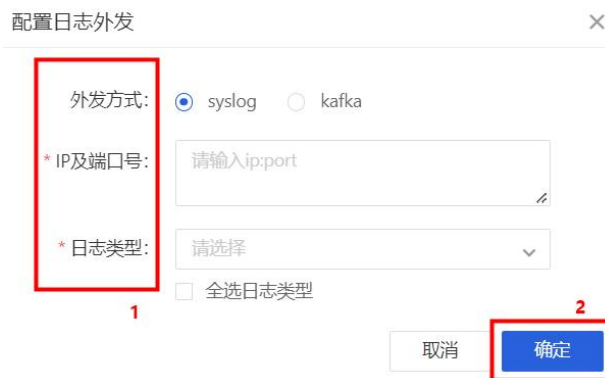 配置日志外发
外发方式： syslog kafka
* IP及端口号： 请输入ip:port
* 日志类型： 请选择
全选日志类型
1
2
取消 确定